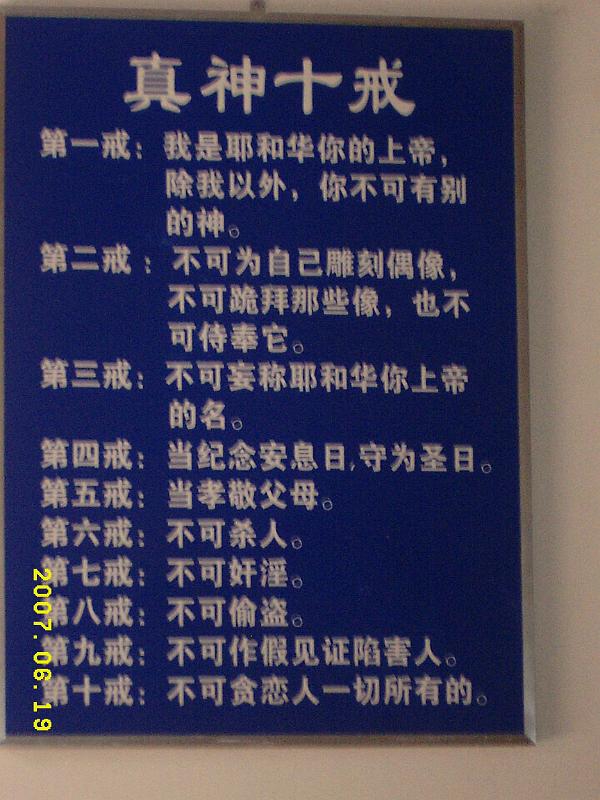 真神十戒
第一戒：我是耶和华你的上帝，
除我以外，你不可有别
的神。
第二戒：不可为自己雕刻偶像，
不可跪拜那些像，也不
可侍奉它。
第三戒：不可妄称耶和华你上帝
的名。
第四戒：当纪念安息日,守为圣日。
第五戒：当孝敬父母。
第六戒：不可杀人。
第七戒：不可奸淫。
第八戒：不可偷盗。
第九戒：不可作假见证陷害人。
第十戒：不可贪恋人一切所有的。
2007.06.19